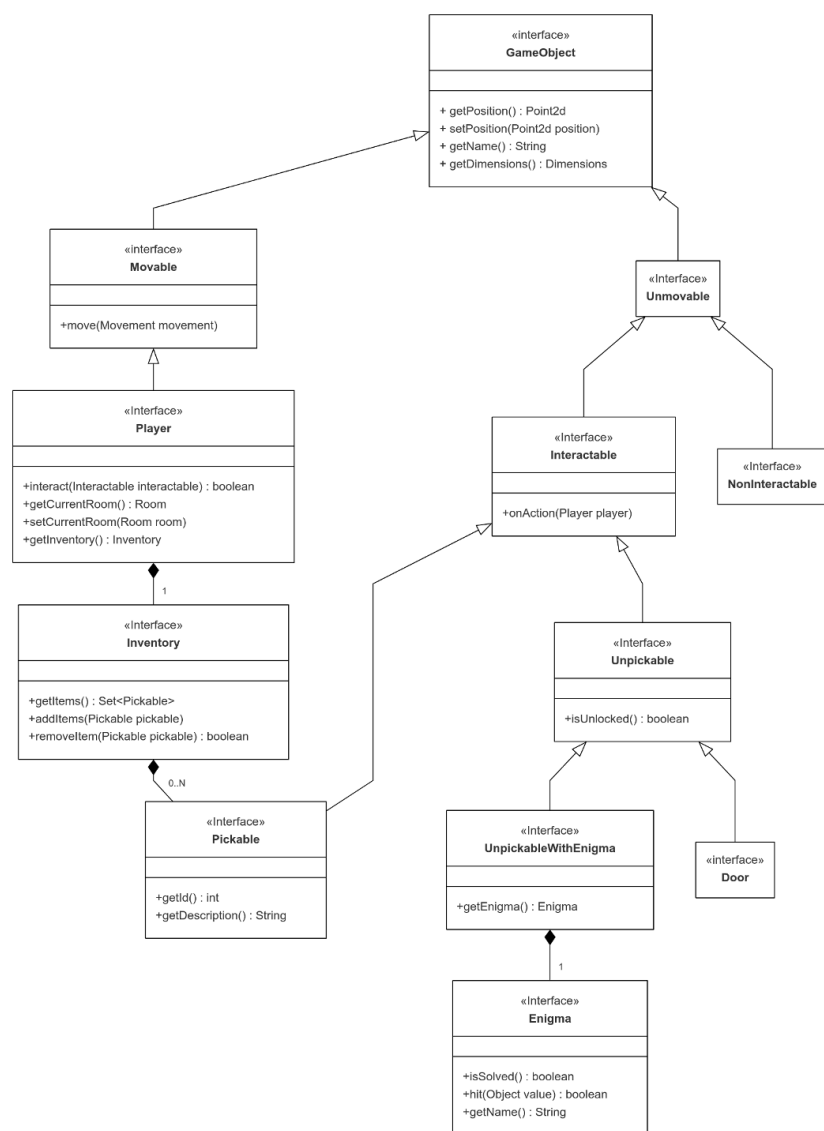 «interface»
GameObject
+ getPosition() : Point2d
+ setPosition(Point2d position)
+ getName() : String
+ getDimensions() : Dimensions
«interface»
Movable
+move(Movement movement)
«Interface»
Unmovable
«Interface»
Player
+interact(Interactable interactable) : boolean
+getCurrentRoom() : Room
+setCurrentRoom(Room room)
+getInventory() : Inventory
«Interface»
Interactable
+onAction(Player player)
«Interface»
NonInteractable
1
«Interface»
Inventory
+getItems() : Set<Pickable>
+addItems(Pickable pickable)
+removeItem(Pickable pickable) : boolean
«Interface»
Unpickable
+isUnlocked() : boolean
0..N
«Interface»
Pickable
+getId() : int
+getDescription() : String
«Interface»
UnpickableWithEnigma
+getEnigma() : Enigma
«interface»
Door
1
«Interface»
Enigma
+isSolved() : boolean
+hit(Object value) : boolean
+getName() : String